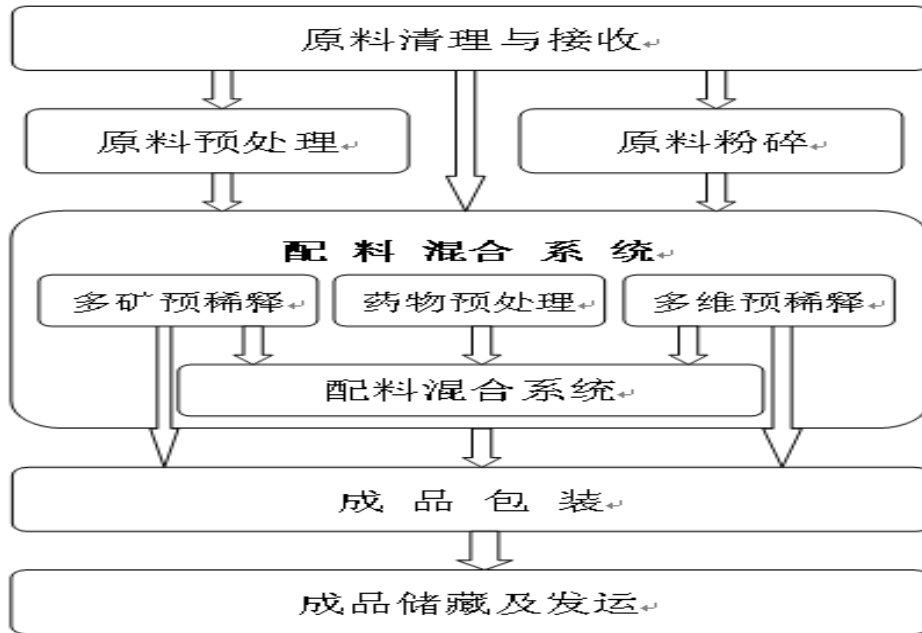 原料清理与接收
原料预处理 原料粉碎
配 料 混合 系 统
多矿预稀释 药物预处理 多维预稀释
配料混合系统
成 品 包 装
成品储藏及发运